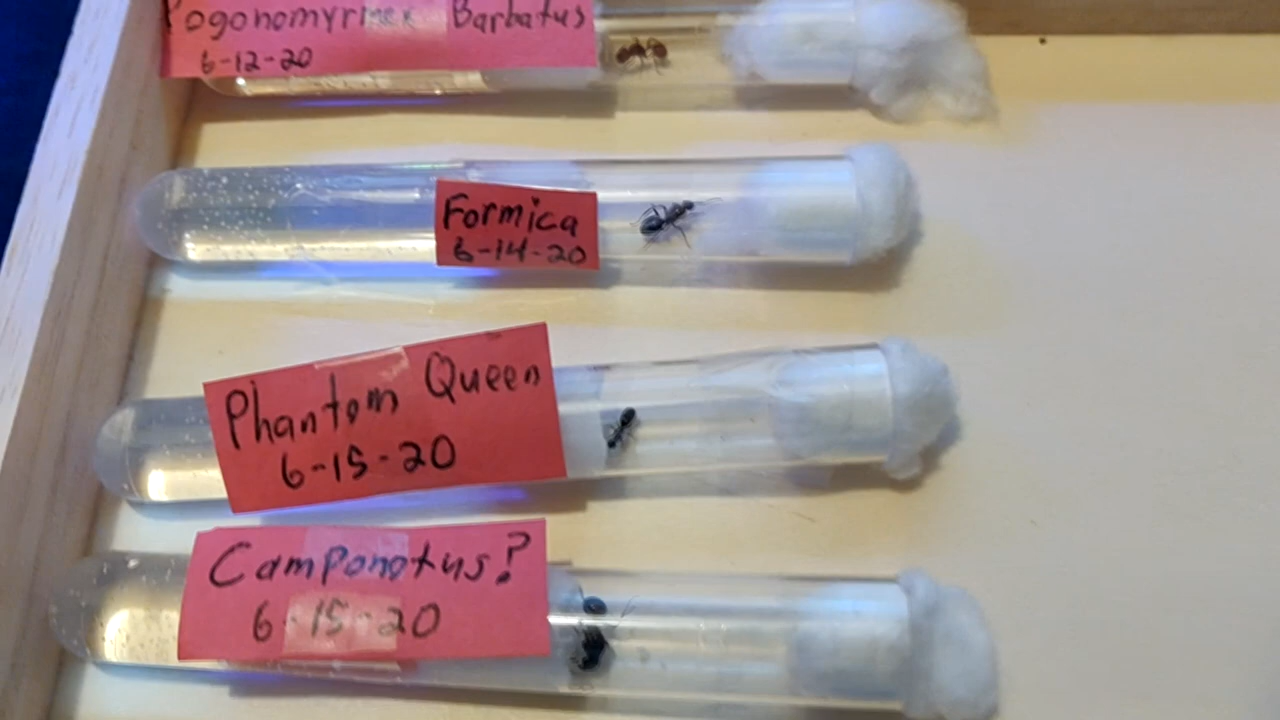 Pogonomyrmex Barbatus
6-12-20
Formica
6-14-20
Phantom Queen
6-15-20
Camponotus?
6-15-20